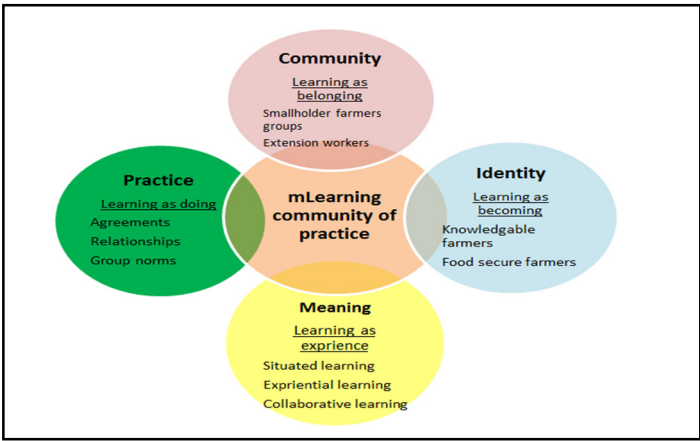 Community
Learning as
belonging
Smallholder farmers
groups
Extension workers
Practice
Learning as doing
Agreements
Relationships
Group norms
mLearning
community of
practice
Identity
Learning as
becoming
Knowledgable
farmers
Food secure farmers
Meaning
Learning as
exprience
Situated learning
Expriential learning
Collaborative learning